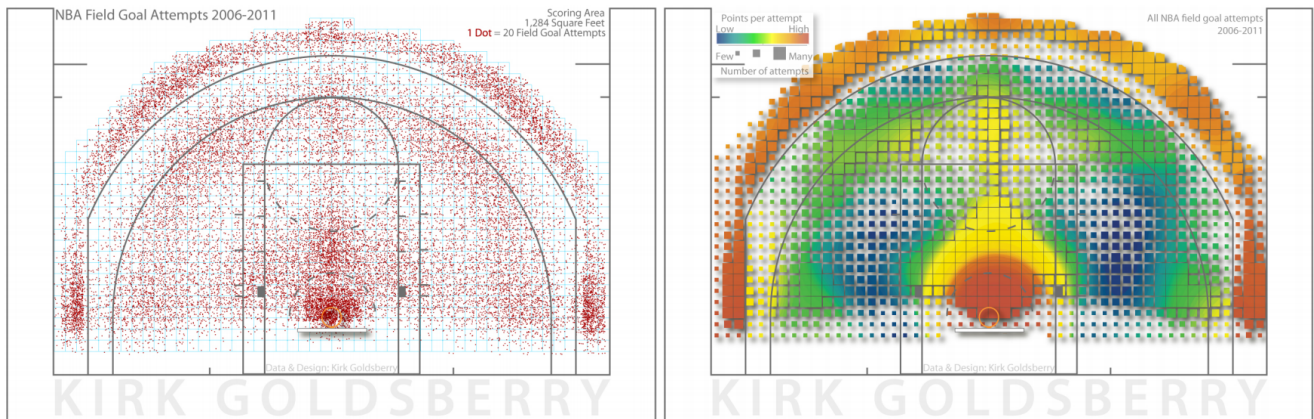 NBA Field Goal Attempts 2006-2011
Scoring Area
1,284 Square Feet
1 Dot = 20 Field Goal Attempts
Data & Design: Kirk Goldsberry
KIRK GOLDSBERRY
Points per attempt
Low High
Few Many
Number of attempts
All NBA field goal attempts
2006-2011
Data & Design: Kirk Goldsberry
KIRK GOLDSBERRY